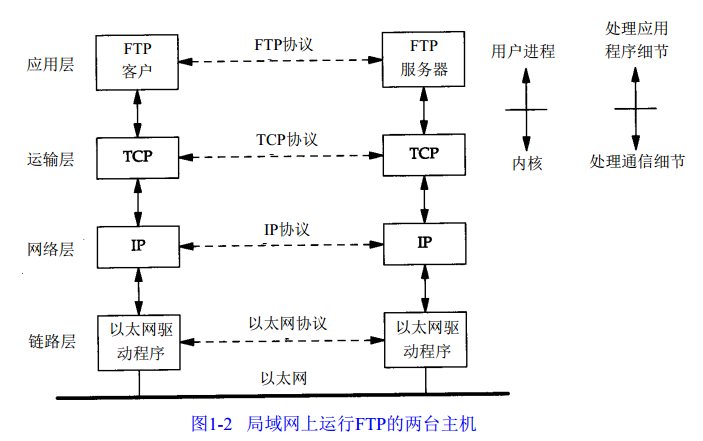 应用层
FTP
客户
FTP协议
FTP
服务器
用户进程
处理应用
程序细节
运输层
TCP
TCP协议
TCP
内核
处理通信细节
网络层
IP
IP协议
IP
链路层
以太网驱
动程序
以太网协议
以太网驱
动程序
以太网
图1-2 局域网上运行FTP的两台主机